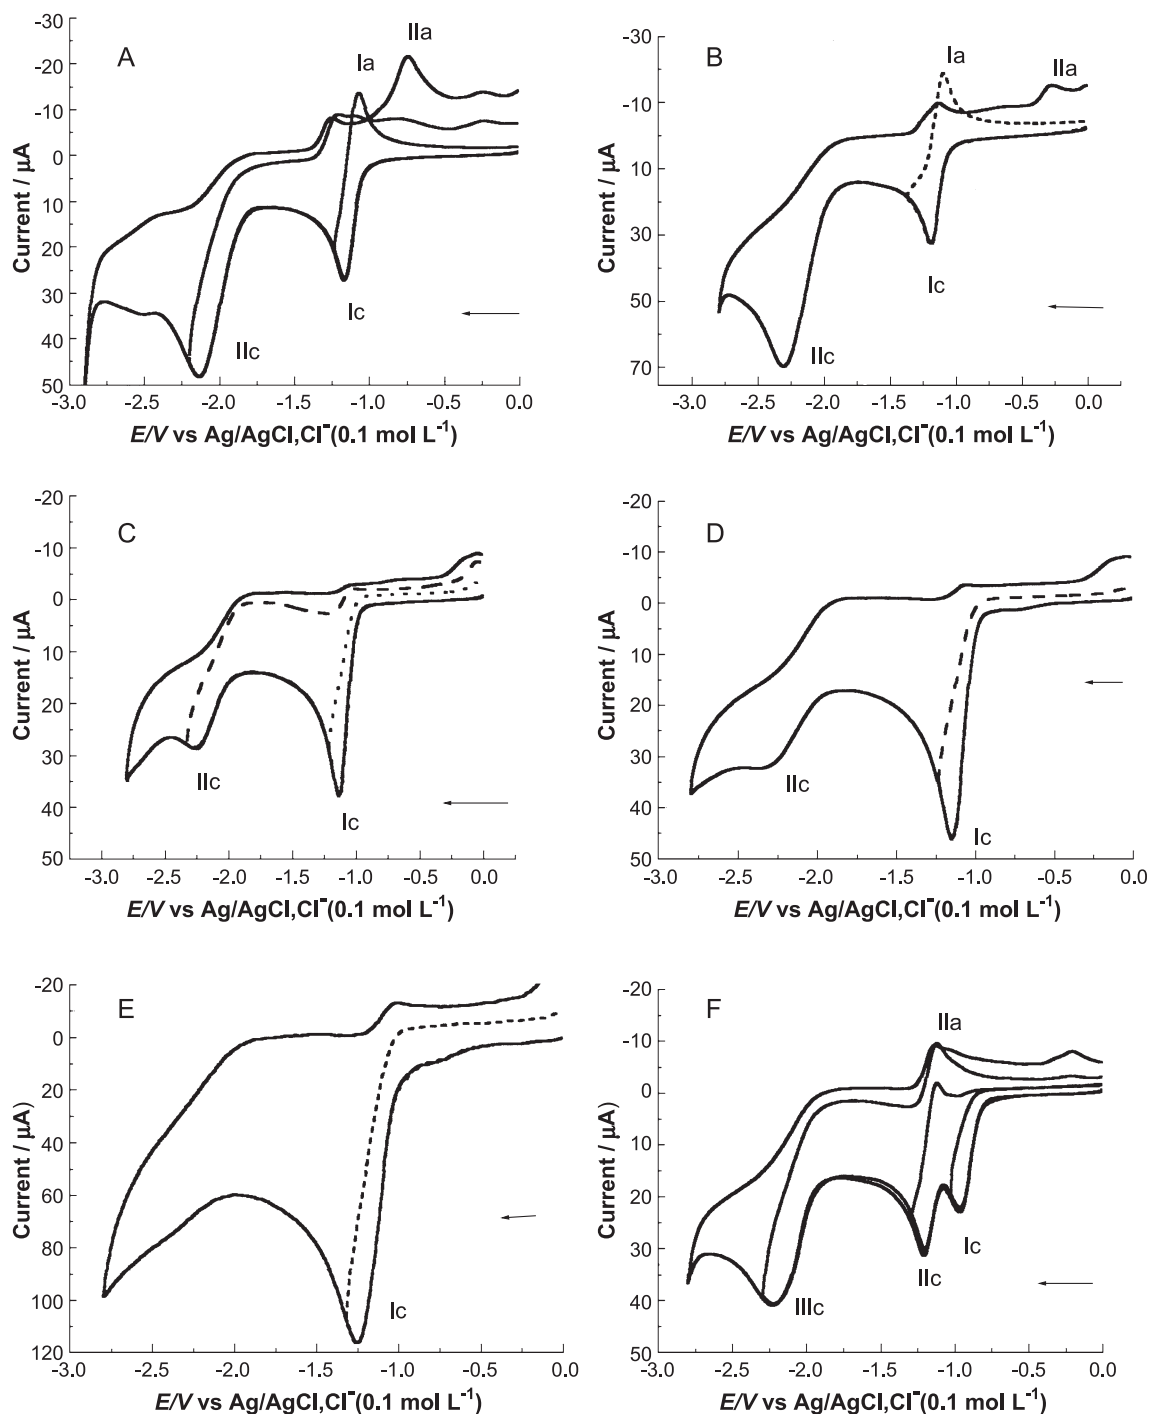 A
IIa
Ia
Ic
IIc
Current / µA
-30
-20
-10
0
10
20
30
40
50
-3.0 -2.5 -2.0 -1.5 -1.0 -0.5 0.0
E/V vs Ag/AgCl,Cl⁻(0.1 mol L⁻¹)
B
Ia
IIa
Ic
IIc
Current / µA
-30
-10
10
30
50
70
-3.0 -2.5 -2.0 -1.5 -1.0 -0.5 0.0
E/V vs Ag/AgCl,Cl⁻(0.1 mol L⁻¹)
C
IIc
Ic
Current / µA
-20
-10
0
10
20
30
40
50
-3.0 -2.5 -2.0 -1.5 -1.0 -0.5 0.0
E/V vs Ag/AgCl,Cl⁻(0.1 mol L⁻¹)
D
IIc
Ic
Current / µA
-20
-10
0
10
20
30
40
50
-3.0 -2.5 -2.0 -1.5 -1.0 -0.5 0.0
E/V vs Ag/AgCl,Cl⁻(0.1 mol L⁻¹)
E
Ic
Current / µA
-20
0
20
40
60
80
100
120
-3.0 -2.5 -2.0 -1.5 -1.0 -0.5 0.0
E/V vs Ag/AgCl,Cl⁻(0.1 mol L⁻¹)
F
IIa
Ic
IIc
IIIc
Current / µA
-20
-10
0
10
20
30
40
50
-3.0 -2.5 -2.0 -1.5 -1.0 -0.5 0.0
E/V vs Ag/AgCl,Cl⁻(0.1 mol L⁻¹)